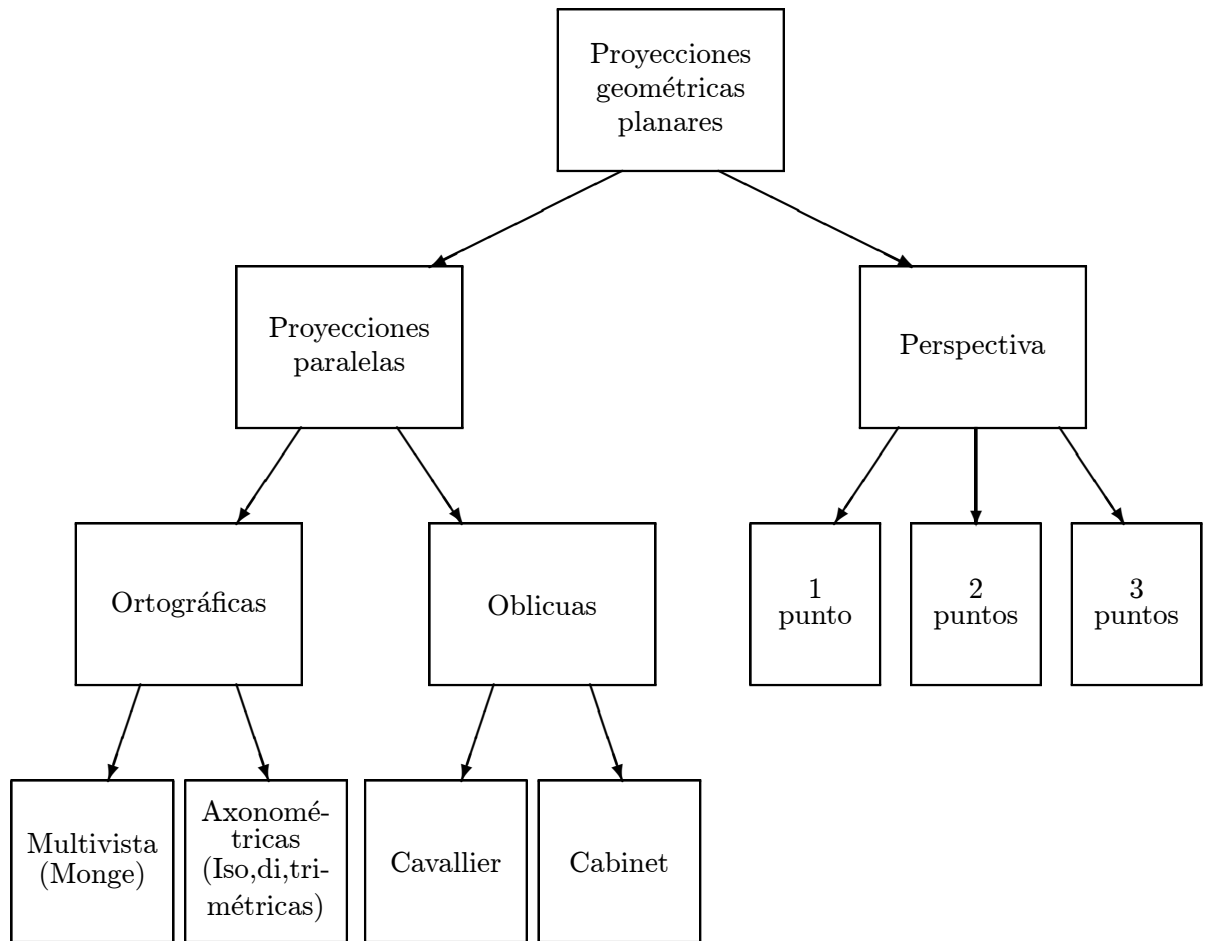 Proyecciones
geométricas
planares
Proyecciones
paralelas
Perspectiva
Ortográficas
Oblicuas
1
punto
2
puntos
3
puntos
Multivista
(Monge)
Axonomé-
tricas
(Iso,di,tri-
métricas)
Cavallier
Cabinet